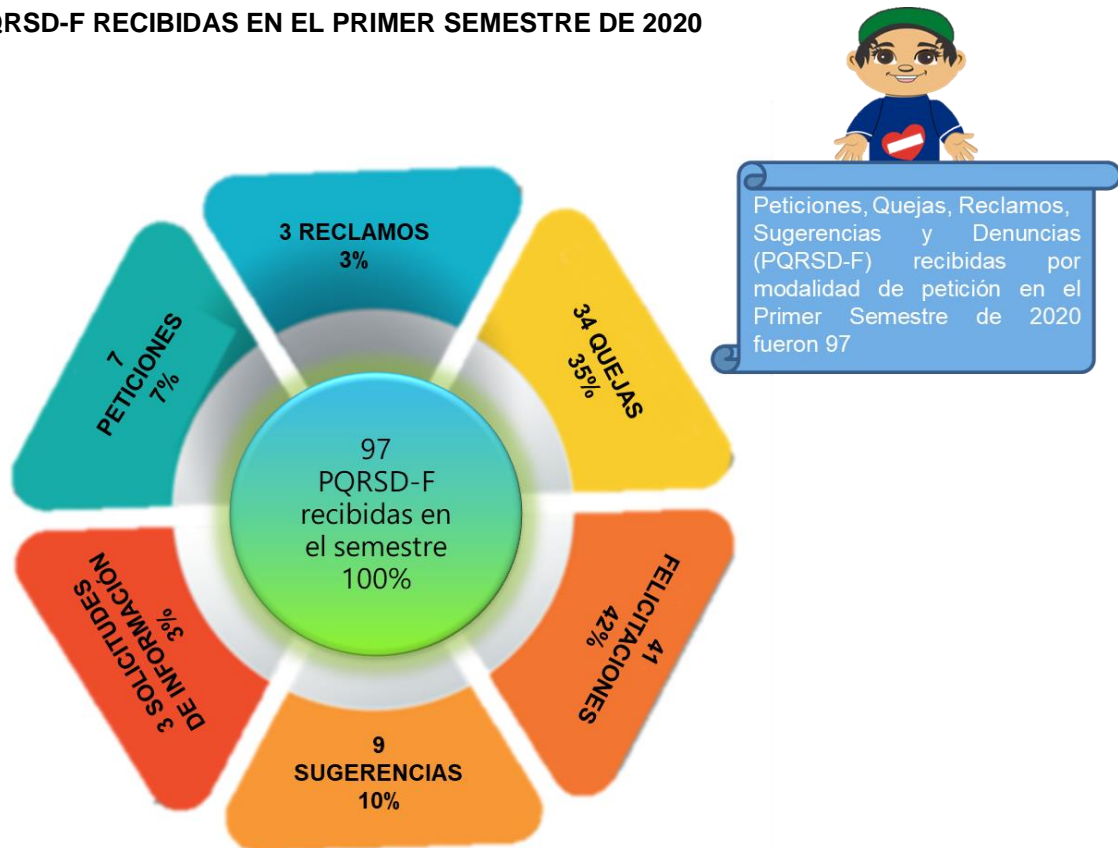 QRSD-F RECIBIDAS EN EL PRIMER SEMESTRE DE 2020
Peticiones, Quejas, Reclamos,
Sugerencias y Denuncias
(PQRSD-F) recibidas por
modalidad de petición en el
Primer Semestre de 2020
fueron 97
3 RECLAMOS
3%
34 QUEJAS
35%
41
FELICITACIONES
42%
9
SUGERENCIAS
10%
3 SOLICITUDES
DE INFORMACIÓN
3%
7
PETICIONES
7%
97
PQRSD-F
recibidas en
el semestre
100%